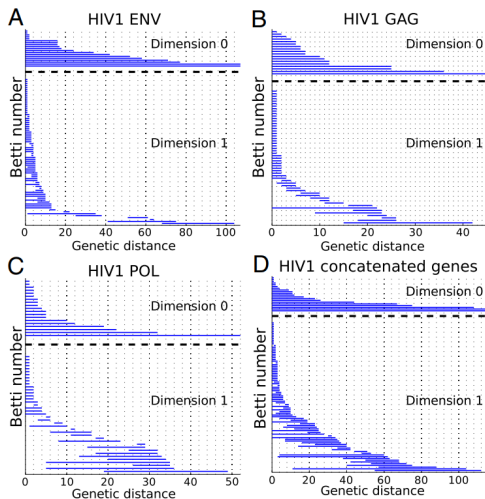 A
HIV1 ENV
Dimension 0
Dimension 1
Betti number
0 20 40 60 80 100
Genetic distance
B
HIV1 GAG
Dimension 0
Dimension 1
Betti number
0 10 20 30 40
Genetic distance
C
HIV1 POL
Dimension 0
Dimension 1
Betti number
0 10 20 30 40 50
Genetic distance
D
HIV1 concatenated genes
Dimension 0
Dimension 1
Betti number
0 20 40 60 80 100
Genetic distance